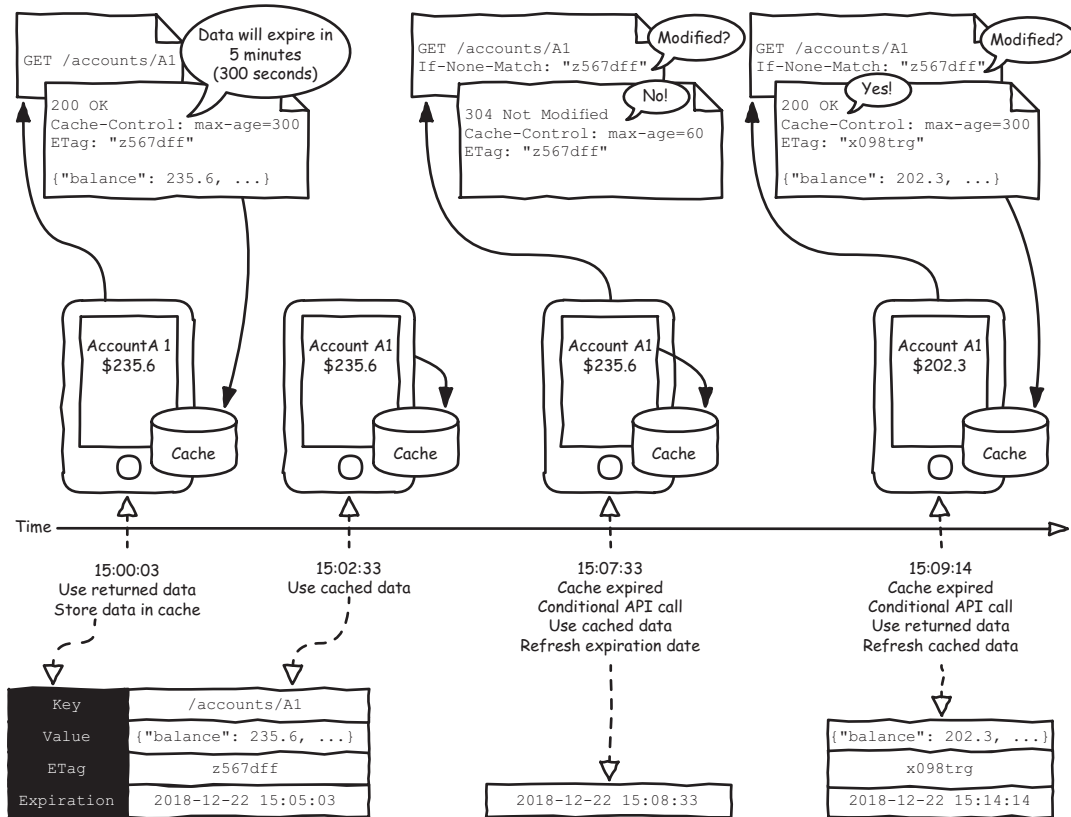 GET /accounts/A1
Data will expire in
5 minutes
(300 seconds)
200 OK
Cache-Control: max-age=300
ETag: "z567dff"
{"balance": 235.6, ...}
GET /accounts/A1
If-None-Match: "z567dff"
Modified?
No!
304 Not Modified
Cache-Control: max-age=60
ETag: "z567dff"
GET /accounts/A1
If-None-Match: "z567dff"
Modified?
Yes!
200 OK
Cache-Control: max-age=300
ETag: "x098trg"
{"balance": 202.3, ...}
AccountA 1
$235.6
Cache
Account A1
$235.6
Cache
Account A1
$235.6
Cache
Account A1
$202.3
Cache
Time
15:00:03
Use returned data
Store data in cache
15:02:33
Use cached data
15:07:33
Cache expired
Conditional API call
Use cached data
Refresh expiration date
15:09:14
Cache expired
Conditional API call
Use returned data
Refresh cached data
Key /accounts/A1
Value {"balance": 235.6, ...}
ETag z567dff
Expiration 2018-12-22 15:05:03
2018-12-22 15:08:33
{"balance": 202.3, ...}
x098trg
2018-12-22 15:14:14